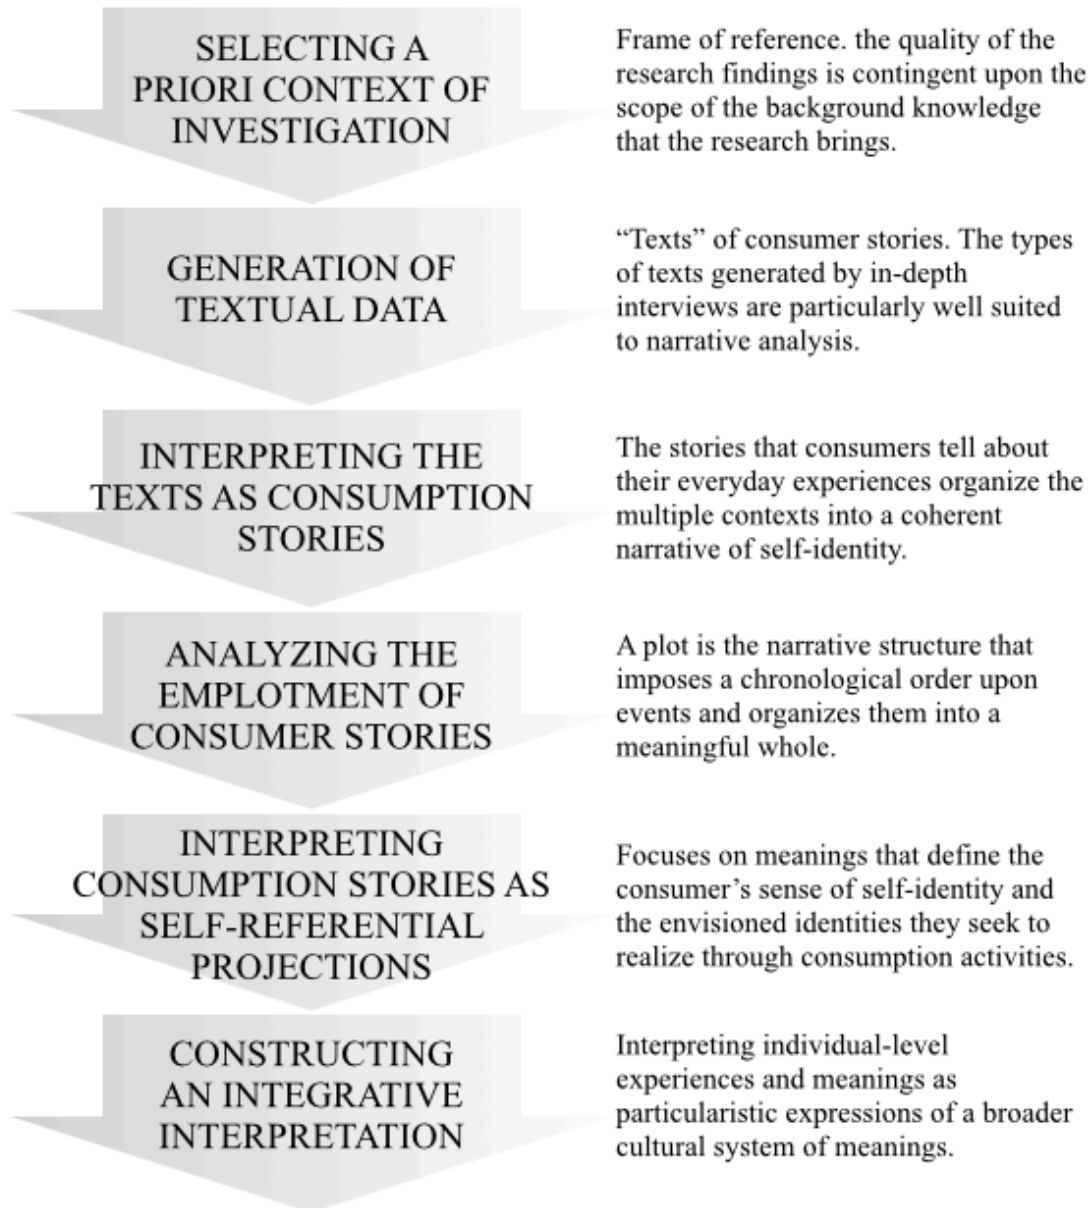 SELECTING A
PRIORI CONTEXT OF
INVESTIGATION
Frame of reference. the quality of the
research findings is contingent upon the
scope of the background knowledge
that the research brings.
GENERATION OF
TEXTUAL DATA
“Texts” of consumer stories. The types
of texts generated by in-depth
interviews are particularly well suited
to narrative analysis.
INTERPRETING THE
TEXTS AS CONSUMPTION
STORIES
The stories that consumers tell about
their everyday experiences organize the
multiple contexts into a coherent
narrative of self-identity.
ANALYZING THE
EMPLOTMENT OF
CONSUMER STORIES
A plot is the narrative structure that
imposes a chronological order upon
events and organizes them into a
meaningful whole.
INTERPRETING
CONSUMPTION STORIES AS
SELF-REFERENTIAL
PROJECTIONS
Focuses on meanings that define the
consumer’s sense of self-identity and
the envisioned identities they seek to
realize through consumption activities.
CONSTRUCTING
AN INTEGRATIVE
INTERPRETATION
Interpreting individual-level
experiences and meanings as
particularistic expressions of a broader
cultural system of meanings.